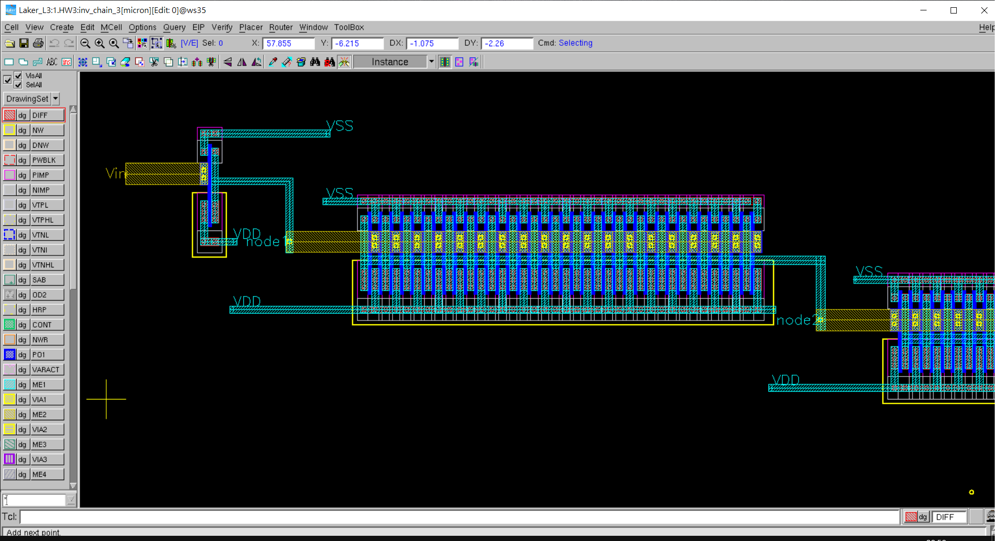 Laker_L3:1.HW3:inv_chain_3[micron][Edit: 0]@ws35
Cell View Create Edit MCell Options Query EIP Verify Placer Router Window ToolBox Help
[V/E] Sel: 0 X: 57.855 Y: -6.215 DX: -1.075 DY: -2.26 Cmd: Selecting
ABC ins Instance
VisAll
SelAll
DrawingSet
dg DIFF
dg NW
dg DNW
dg PWBLK
dg PIMP
dg NIMP
dg VTPL
dg VTPHL
dg VTNL
dg VTNI
dg VTNHL
dg SAB
dg OD2
dg HRP
dg CONT
dg NWR
dg PO1
dg VARACT
dg ME1
dg VIA1
dg ME2
dg VIA2
dg ME3
dg VIA3
dg ME4
VSS
Vin
VSS
VDD
node1
VSS
VDD
node2
VDD
Tcl:
dg DIFF
Add next point.